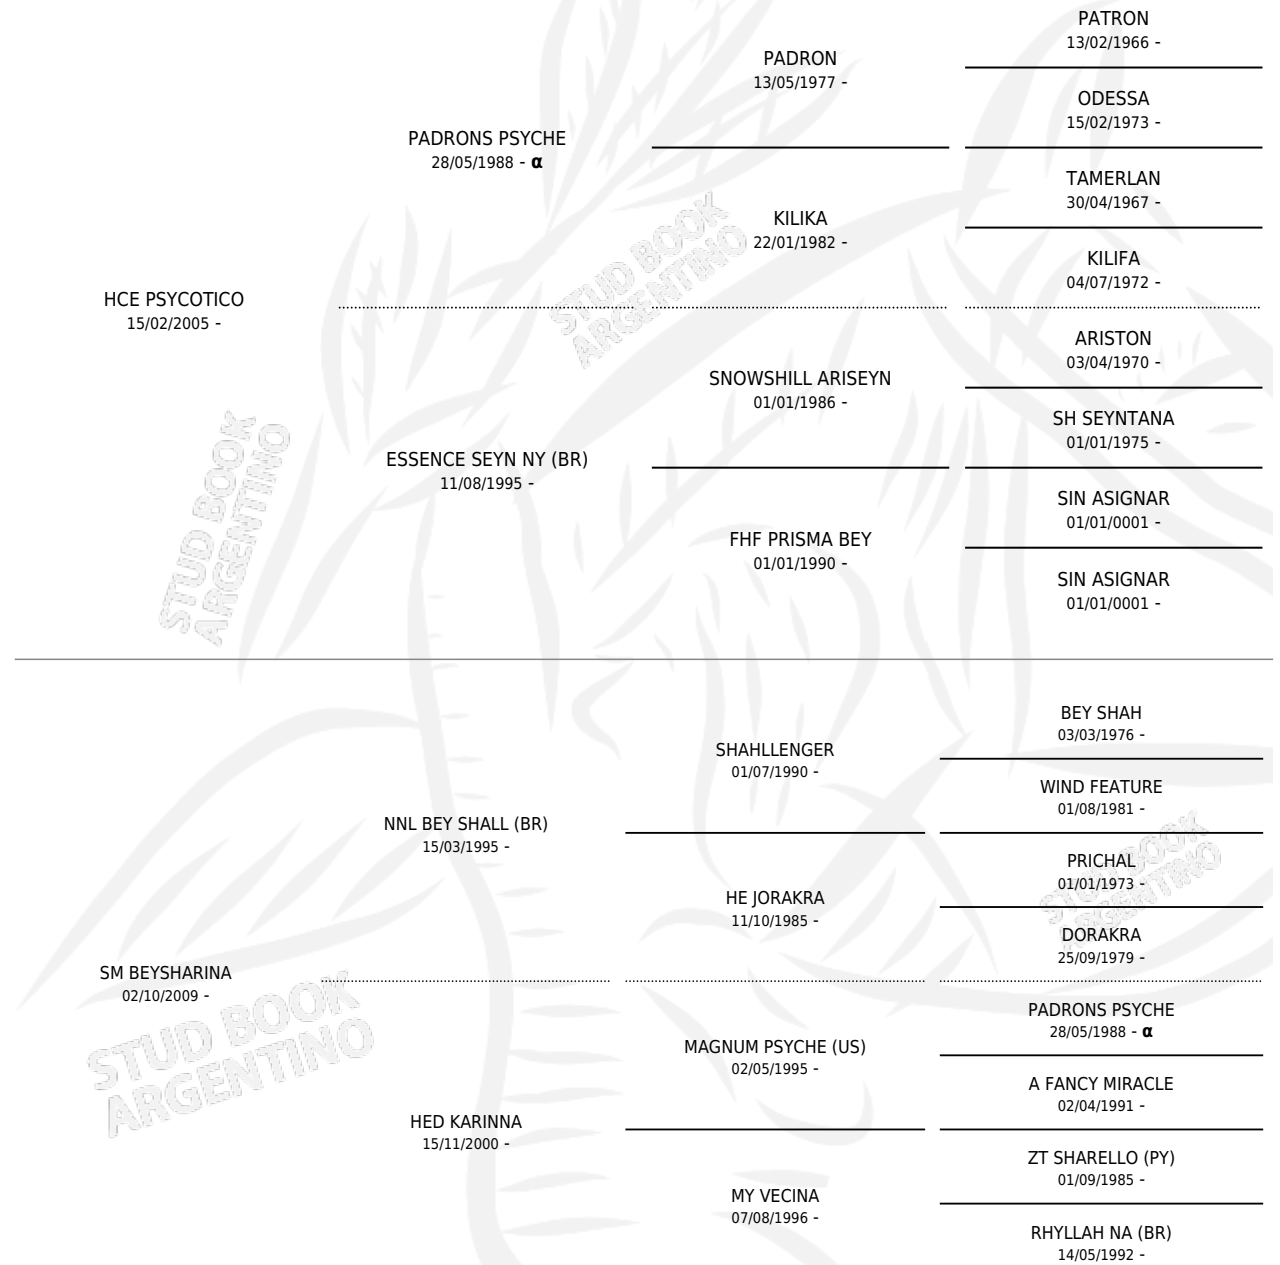 PATRON
13/02/1966 -
PADRON
13/05/1977 -
ODESSA
15/02/1973 -
PADRONS PSYCHE
28/05/1988 - α
TAMERLAN
30/04/1967 -
KILIKA
22/01/1982 -
KILIFA
04/07/1972 -
HCE PSYCOTICO
15/02/2005 -
ARISTON
03/04/1970 -
SNOWSHILL ARISEYN
01/01/1986 -
SH SEYNTANA
01/01/1975 -
ESSENCE SEYN NY (BR)
11/08/1995 -
SIN ASIGNAR
01/01/0001 -
FHF PRISMA BEY
01/01/1990 -
SIN ASIGNAR
01/01/0001 -
BEY SHAH
03/03/1976 -
SHAHLLENGER
01/07/1990 -
WIND FEATURE
01/08/1981 -
NNL BEY SHALL (BR)
15/03/1995 -
PRICHAL
01/01/1973 -
HE JORAKRA
11/10/1985 -
DORAKRA
25/09/1979 -
SM BEYSHARINA
02/10/2009 -
PADRONS PSYCHE
28/05/1988 - α
MAGNUM PSYCHE (US)
02/05/1995 -
A FANCY MIRACLE
02/04/1991 -
HED KARINNA
15/11/2000 -
ZT SHARELLO (PY)
01/09/1985 -
MY VECINA
07/08/1996 -
RHYLLAH NA (BR)
14/05/1992 -
STUD BOOK
ARGENTINO
STUD BOOK
ARGENTINO
STUD BOOK
ARGENTINO
STUD BOOK
ARGENTINO